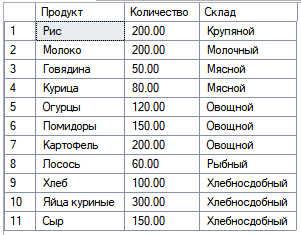 Продукт Количество Склад
1 Рис 200.00 Крупяной
2 Молоко 200.00 Молочный
3 Говядина 50.00 Мясной
4 Курица 80.00 Мясной
5 Огурцы 120.00 Овощной
6 Помидоры 150.00 Овощной
7 Картофель 200.00 Овощной
8 Лосось 60.00 Рыбный
9 Хлеб 100.00 Хлебносдобный
10 Яйца куриные 300.00 Хлебносдобный
11 Сыр 150.00 Хлебносдобный